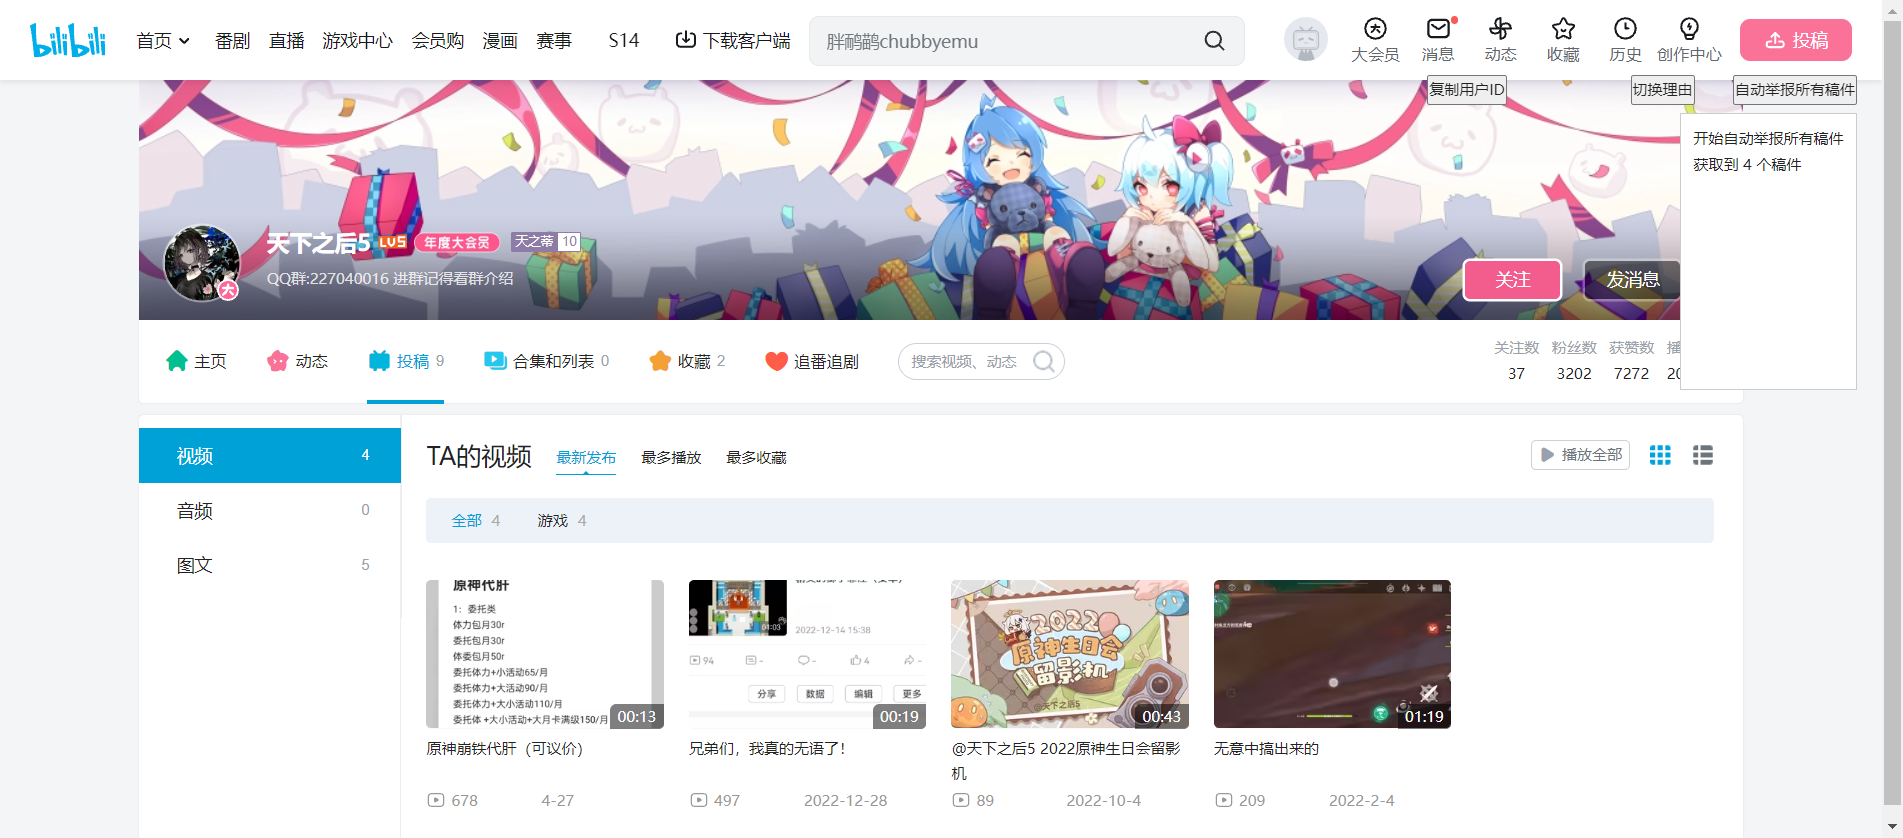 bilibili
首页
番剧
直播
游戏中心
会员购
漫画
赛事
S14
下载客户端
胖鸸鹋chubbyemu
大会员
消息
动态
收藏
历史
创作中心
投稿
复制用户ID
切换理由
自动举报所有稿件
开始自动举报所有稿件
获取到 4 个稿件
天下之后5 LV5 年度大会员 天之蒂 10
大
QQ群:227040016 进群记得看群介绍
关注
发消息
主页
动态
投稿 9
合集和列表 0
收藏 2
追番追剧
搜索视频、动态
关注数 粉丝数 获赞数 播
37 3202 7272
视频 4
音频 0
图文 5
TA的视频
最新发布
最多播放
最多收藏
播放全部
全部 4
游戏 4
原神代肝
1：委托类
体力包月30r
委托包月30r
体委包月50r
委托体力+小活动65/月
委托体力+大活动90/月
委托体力+大小活动110/月
委托体 +大小活动+大月卡满级150/月
00:13
原神崩铁代肝（可议价）
678 4-27
01:03
2022-12-14 15:38
94 - - 4 -
分享 数据 编辑 更多
00:19
兄弟们，我真的无语了！
497 2022-12-28
2022
原神生日会
留影机
@天下之后5
00:43
@天下之后5 2022原神生日会留影机
89 2022-10-4
01:19
无意中搞出来的
209 2022-2-4